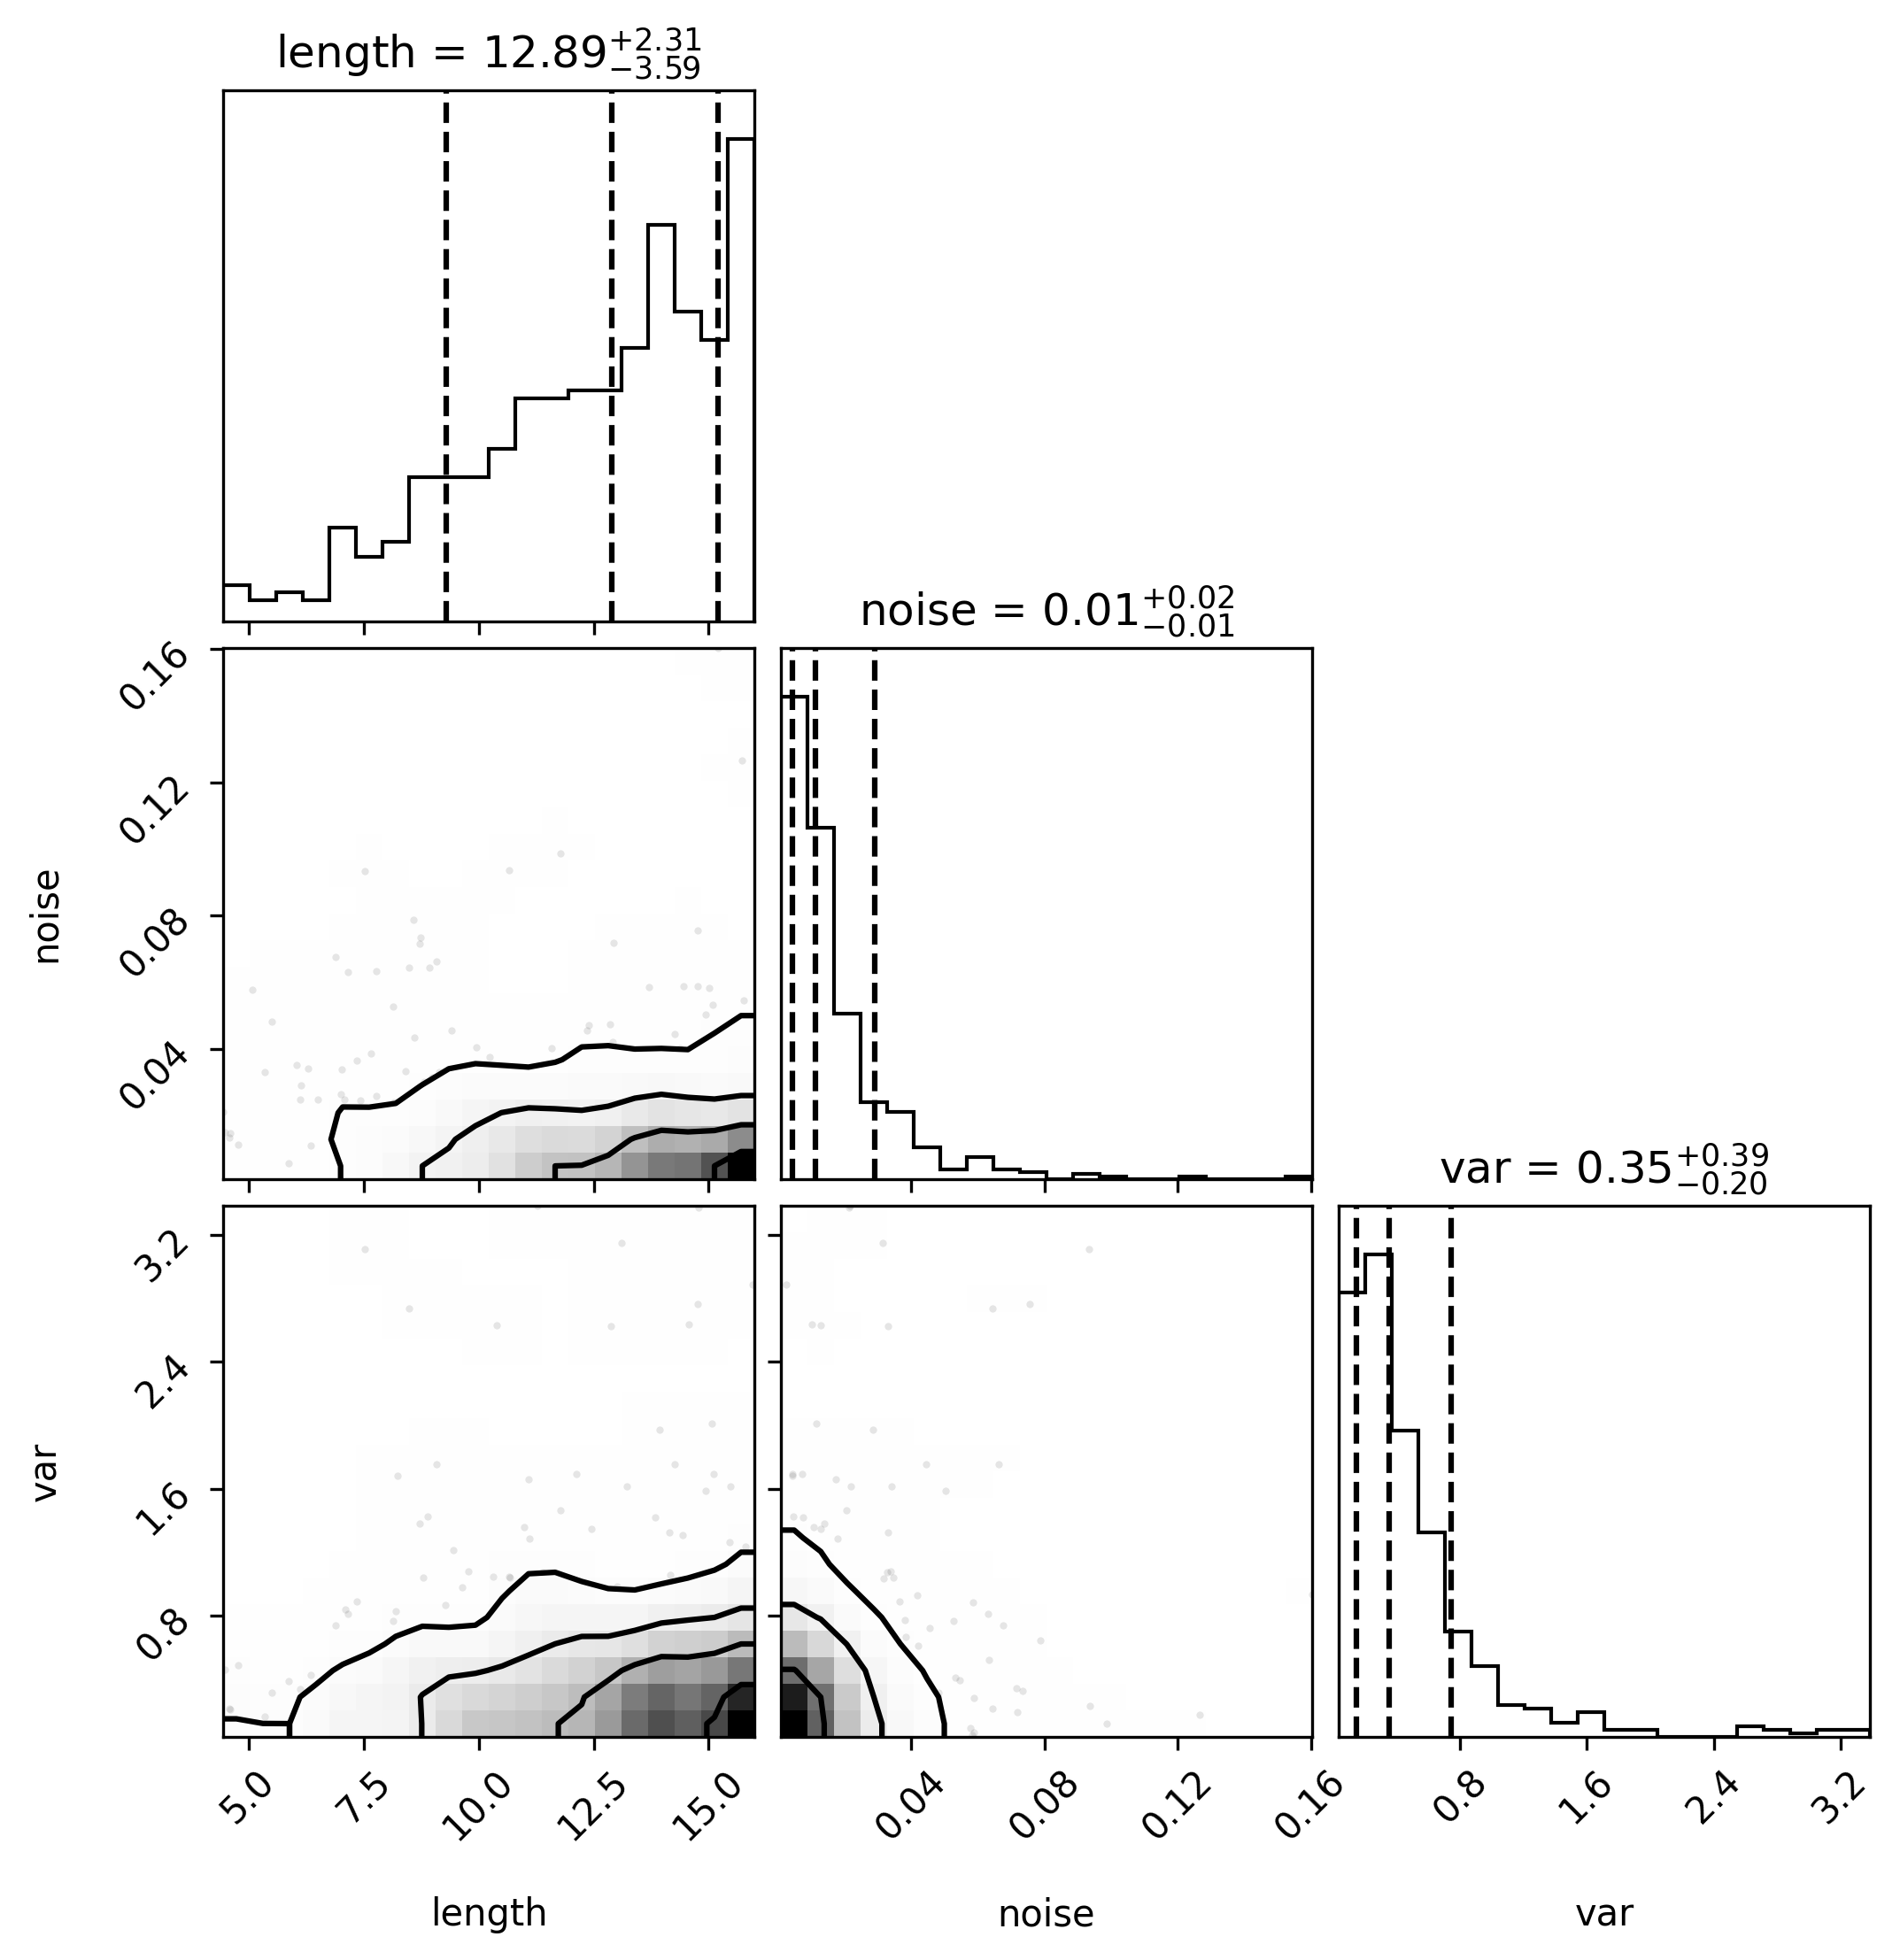 length = 12.89+2.31−3.59
noise = 0.01+0.02−0.01
0.16
0.12
0.08
0.04
noise
var = 0.35+0.39−0.20
3.2
2.4
1.6
0.8
var
5.0 7.5 10.0 12.5 15.0 0.04 0.08 0.12 0.16 0.8 1.6 2.4 3.2
length noise var